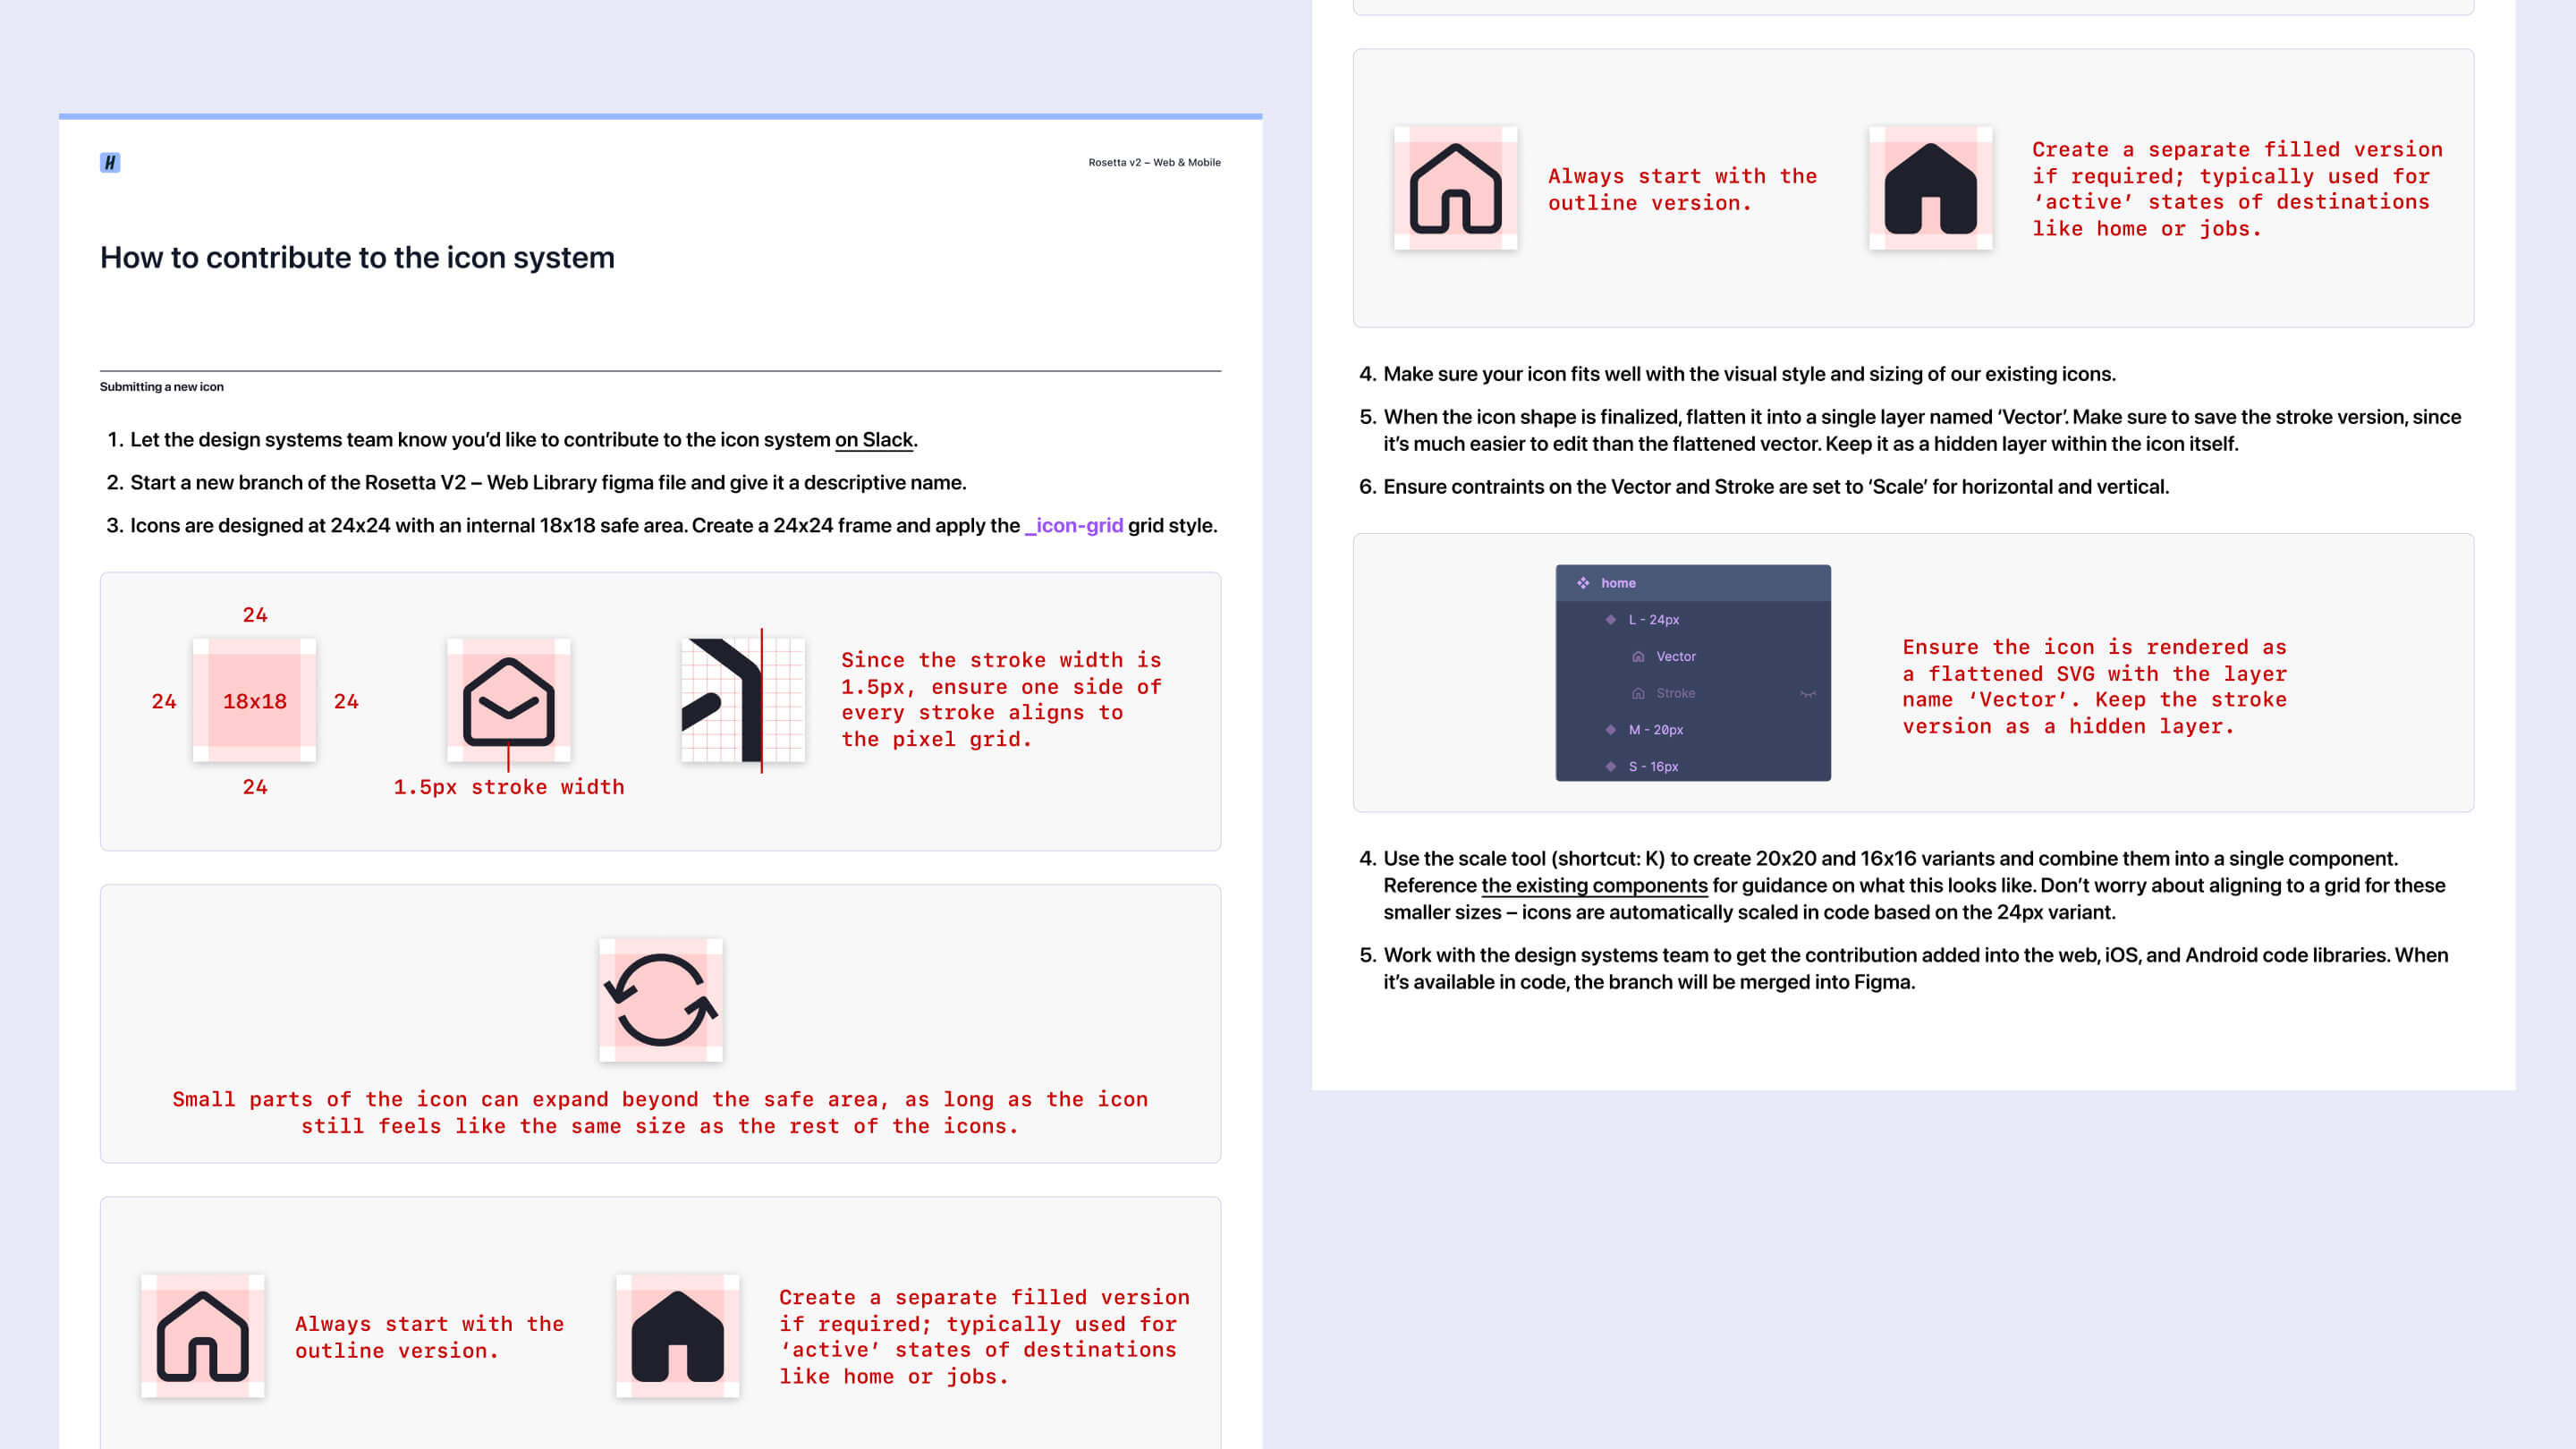 H
Rosetta v2 – Web & Mobile
How to contribute to the icon system
Submitting a new icon
1. Let the design systems team know you’d like to contribute to the icon system on Slack.
2. Start a new branch of the Rosetta V2 – Web Library figma file and give it a descriptive name.
3. Icons are designed at 24x24 with an internal 18x18 safe area. Create a 24x24 frame and apply the _icon-grid grid style.
24
24
18x18
24
24
1.5px stroke width
Since the stroke width is
1.5px, ensure one side of
every stroke aligns to
the pixel grid.
Small parts of the icon can expand beyond the safe area, as long as the icon
still feels like the same size as the rest of the icons.
Always start with the
outline version.
Create a separate filled version
if required; typically used for
‘active’ states of destinations
like home or jobs.
Always start with the
outline version.
Create a separate filled version
if required; typically used for
‘active’ states of destinations
like home or jobs.
4. Make sure your icon fits well with the visual style and sizing of our existing icons.
5. When the icon shape is finalized, flatten it into a single layer named ‘Vector’. Make sure to save the stroke version, since
it’s much easier to edit than the flattened vector. Keep it as a hidden layer within the icon itself.
6. Ensure contraints on the Vector and Stroke are set to ‘Scale’ for horizontal and vertical.
home
L - 24px
Vector
Stroke
M - 20px
S - 16px
Ensure the icon is rendered as
a flattened SVG with the layer
name ‘Vector’. Keep the stroke
version as a hidden layer.
4. Use the scale tool (shortcut: K) to create 20x20 and 16x16 variants and combine them into a single component.
Reference the existing components for guidance on what this looks like. Don’t worry about aligning to a grid for these
smaller sizes – icons are automatically scaled in code based on the 24px variant.
5. Work with the design systems team to get the contribution added into the web, iOS, and Android code libraries. When
it’s available in code, the branch will be merged into Figma.